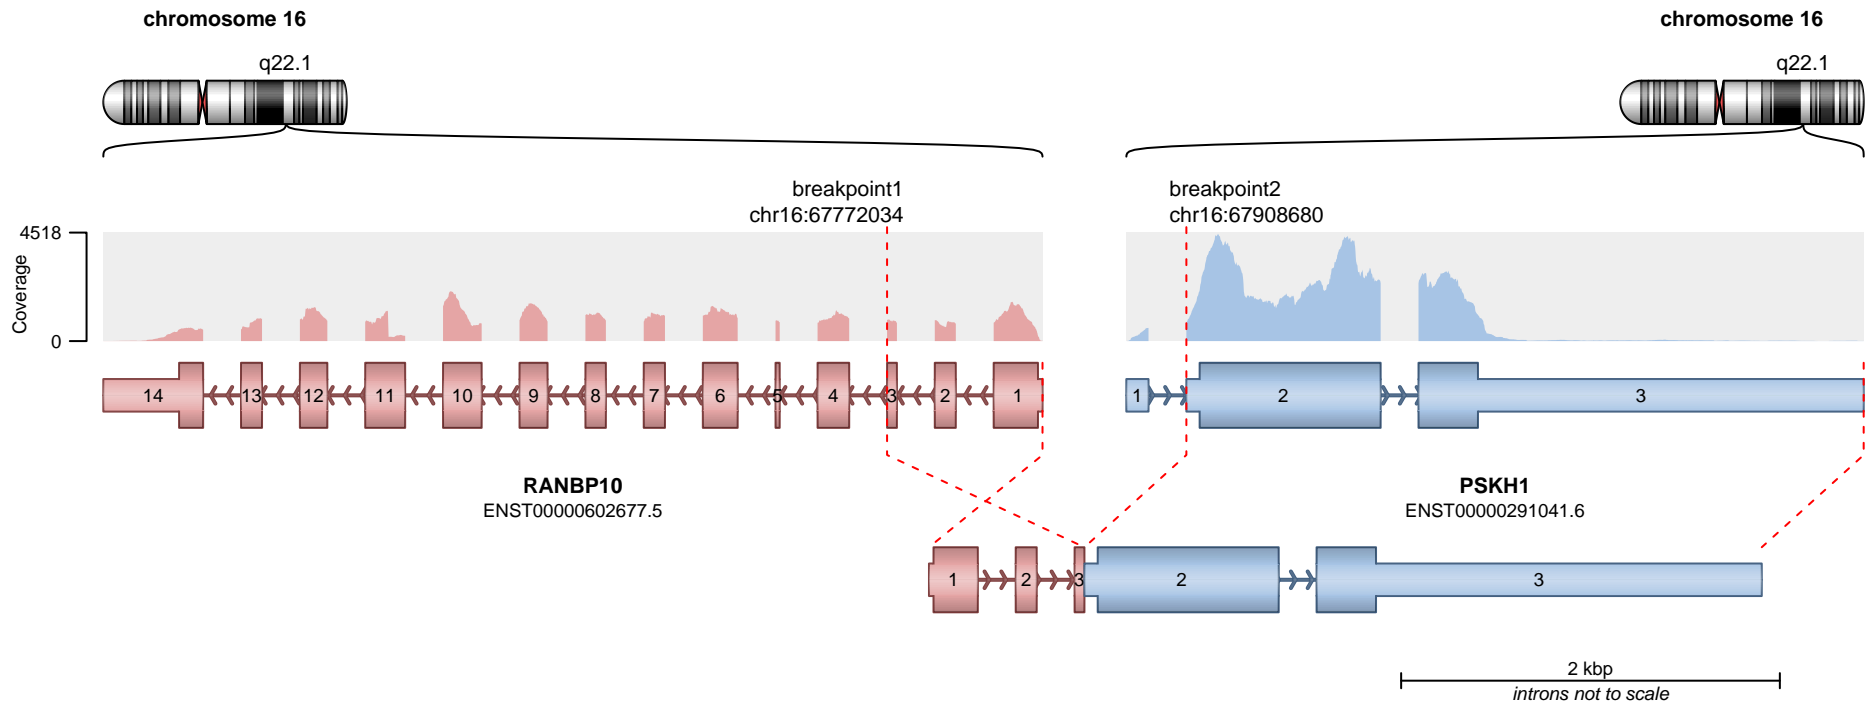 chromosome 16
chromosome 16
q22.1
q22.1
breakpoint1
chr16:67772034
breakpoint2
chr16:67908680
4518
Coverage
0
14 13 12 11 10 9 8 7 6 5 4 3 2 1
1 2 3
RANBP10
ENST00000602677.5
PSKH1
ENST00000291041.6
1 2 3 2 3
2 kbp
introns not to scale